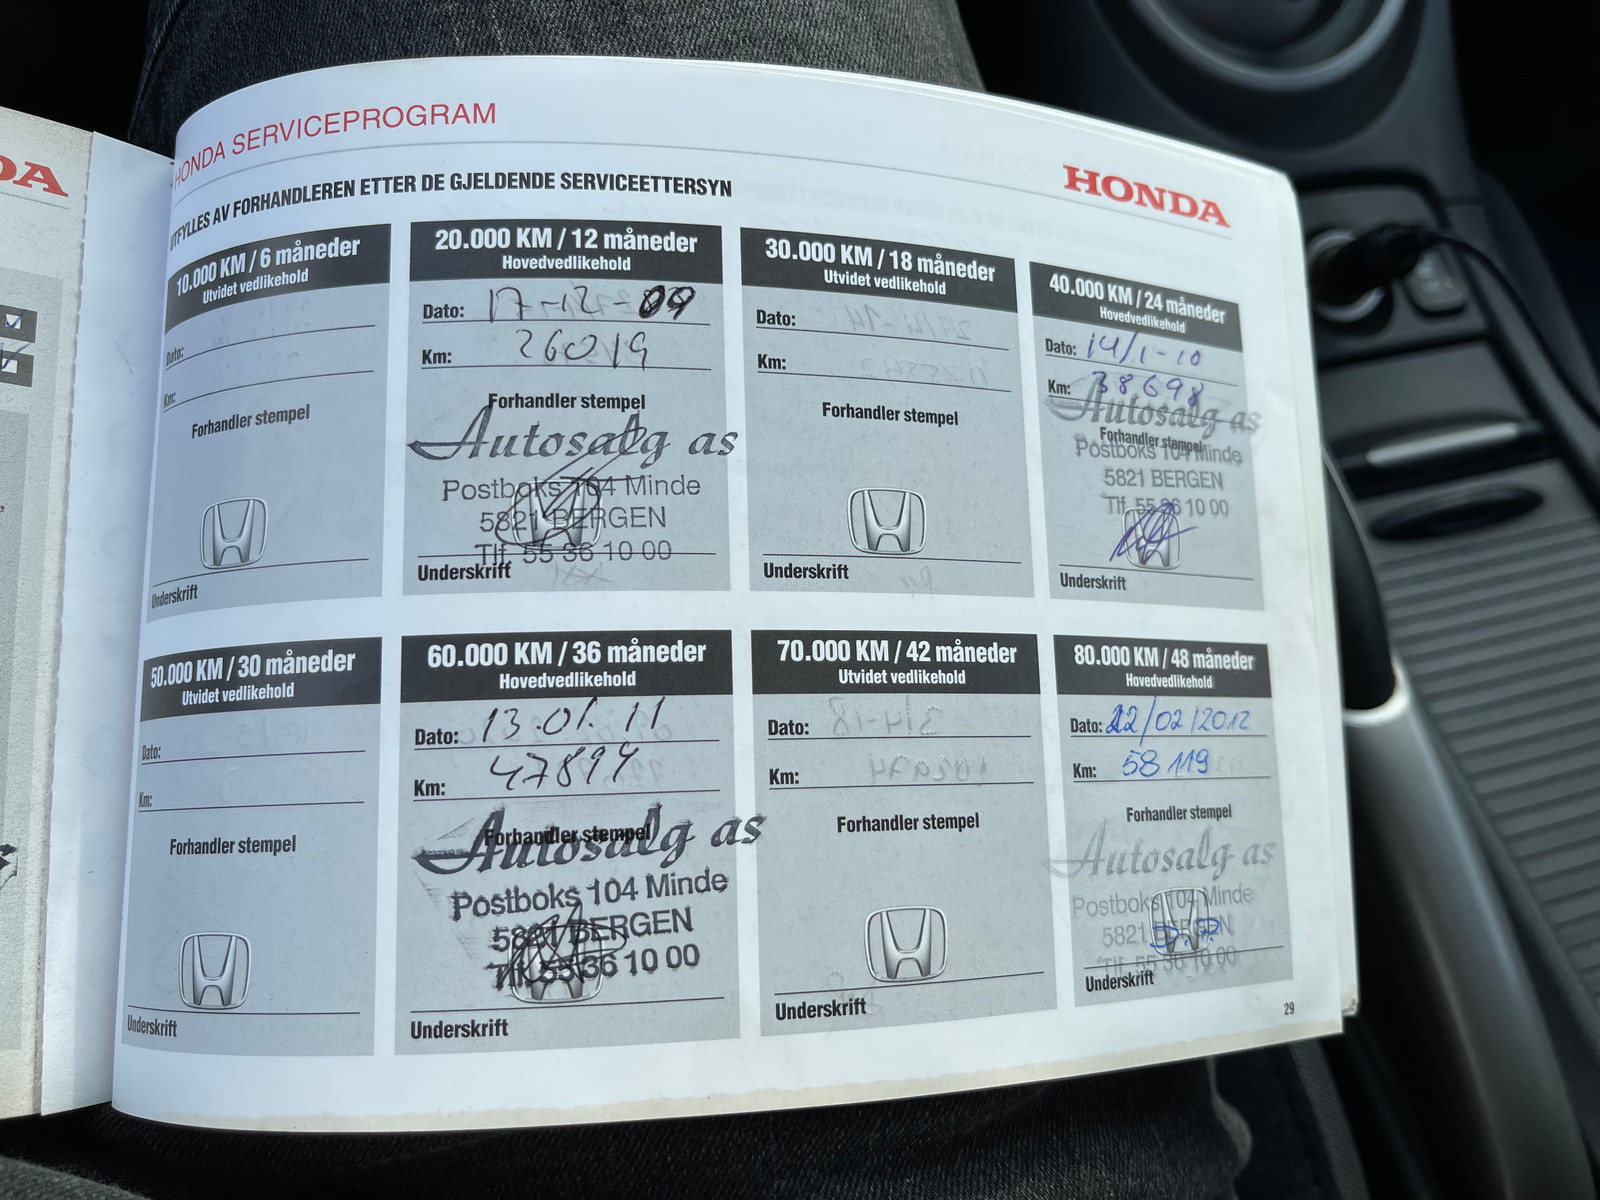 HONDA SERVICEPROGRAM
HONDA
UTFYLLES AV FORHANDLEREN ETTER DE GJELDENDE SERVICEETTERSYN
10.000 KM / 6 måneder
Utvidet vedlikehold
Dato:
Km:
Forhandler stempel
Underskrift
20.000 KM / 12 måneder
Hovedvedlikehold
Dato: 17-12-09
Km: 26019
Forhandler stempel
Autosalg as
Postboks 104 Minde
5821 BERGEN
Tlf. 55 36 10 00
Underskrift
30.000 KM / 18 måneder
Utvidet vedlikehold
Dato:
Km:
Forhandler stempel
Underskrift
40.000 KM / 24 måneder
Hovedvedlikehold
Dato: 14/1-10
Km: 38698
Autosalg as
Forhandler stempel
Postboks 104 Minde
5821 BERGEN
Tlf. 55 36 10 00
Underskrift
50.000 KM / 30 måneder
Utvidet vedlikehold
Dato:
Km:
Forhandler stempel
Underskrift
60.000 KM / 36 måneder
Hovedvedlikehold
Dato: 13.01.11
Km: 47894
Forhandler stempel
Autosalg as
Postboks 104 Minde
5821 BERGEN
Tlf. 55 36 10 00
Underskrift
70.000 KM / 42 måneder
Utvidet vedlikehold
Dato:
Km:
Forhandler stempel
Underskrift
80.000 KM / 48 måneder
Hovedvedlikehold
Dato: 22/02/2012
Km: 58119
Forhandler stempel
Autosalg as
Postboks 104 Minde
5821 BERGEN
Tlf. 55 36 10 00
Underskrift
29